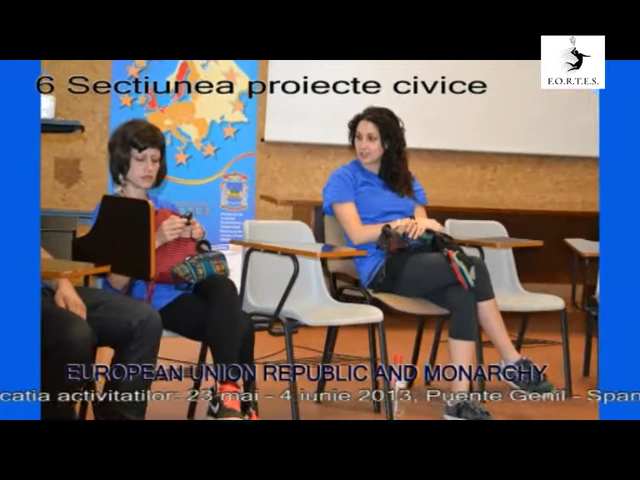 F.O.R.T.E.S.
6 Sectiunea proiecte civice
EUROPEAN UNION REPUBLIC AND MONARCHY
catia activitatilor: 23 mai - 4 iunie 2013, Puente Genil - Span